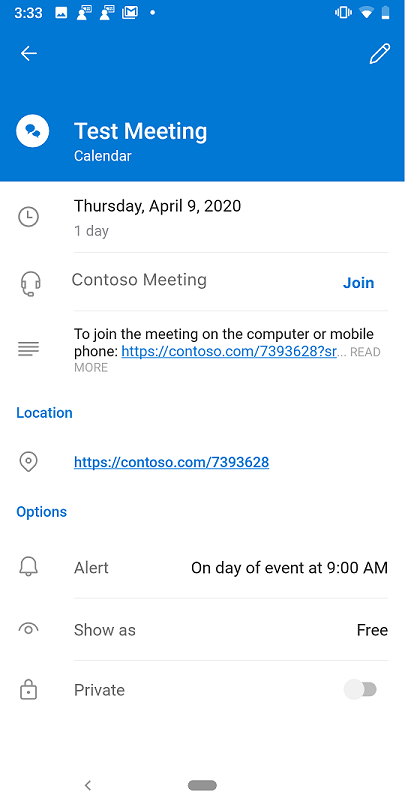 3:33
Test Meeting
Calendar
Thursday, April 9, 2020
1 day
Contoso Meeting
Join
To join the meeting on the computer or mobile
phone: https://contoso.com/7393628?sr... READ
MORE
Location
https://contoso.com/7393628
Options
Alert
On day of event at 9:00 AM
Show as
Free
Private